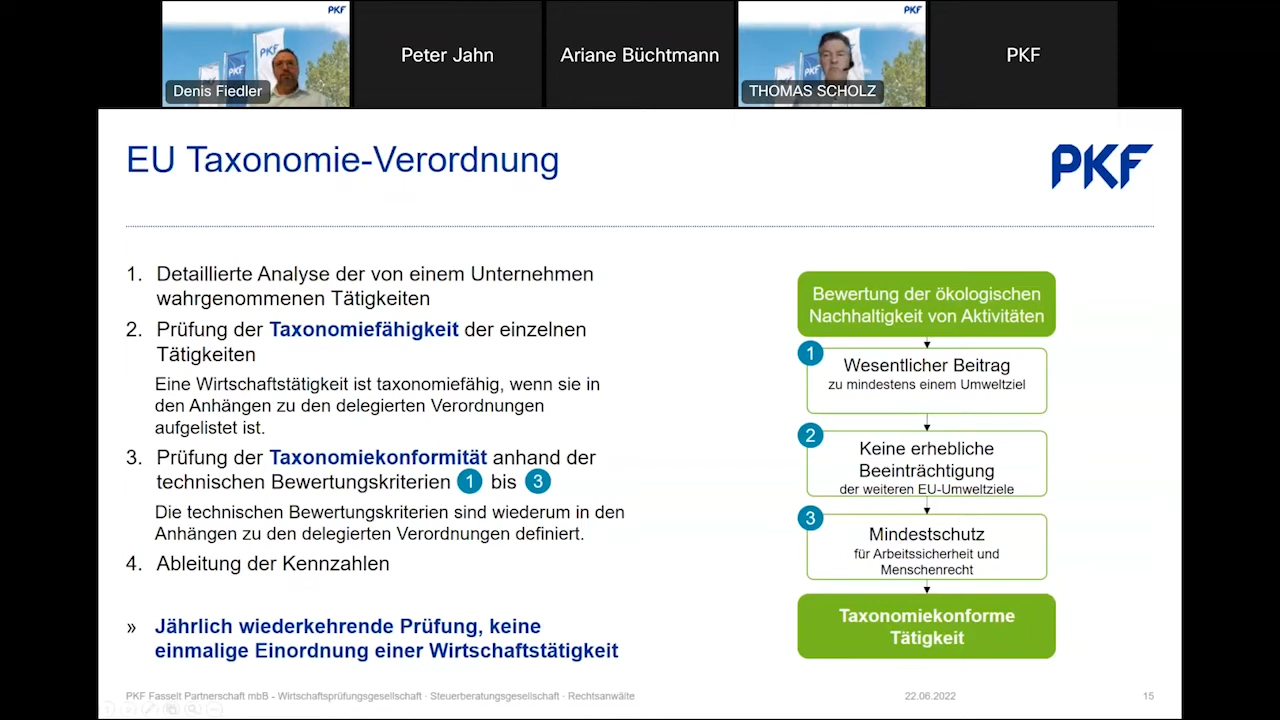 PKF
PKF
PKF
PKF
Denis Fiedler
Peter Jahn
Ariane Büchtmann
PKF
THOMAS SCHOLZ
PKF
EU Taxonomie-Verordnung
PKF
1. Detaillierte Analyse der von einem Unternehmen
wahrgenommenen Tätigkeiten
2. Prüfung der Taxonomiefähigkeit der einzelnen
Tätigkeiten
Eine Wirtschaftstätigkeit ist taxonomiefähig, wenn sie in
den Anhängen zu den delegierten Verordnungen
aufgelistet ist.
3. Prüfung der Taxonomiekonformität anhand der
technischen Bewertungskriterien 1 bis 3
Die technischen Bewertungskriterien sind wiederum in den
Anhängen zu den delegierten Verordnungen definiert.
4. Ableitung der Kennzahlen
» Jährlich wiederkehrende Prüfung, keine
einmalige Einordnung einer Wirtschaftstätigkeit
Bewertung der ökologischen
Nachhaltigkeit von Aktivitäten
1
Wesentlicher Beitrag
zu mindestens einem Umweltziel
2
Keine erhebliche
Beeinträchtigung
der weiteren EU-Umweltziele
3
Mindestschutz
für Arbeitssicherheit und
Menschenrecht
Taxonomiekonforme
Tätigkeit
PKF Fasselt Partnerschaft mbB - Wirtschaftsprüfungsgesellschaft · Steuerberatungsgesellschaft · Rechtsanwälte
22.06.2022
15